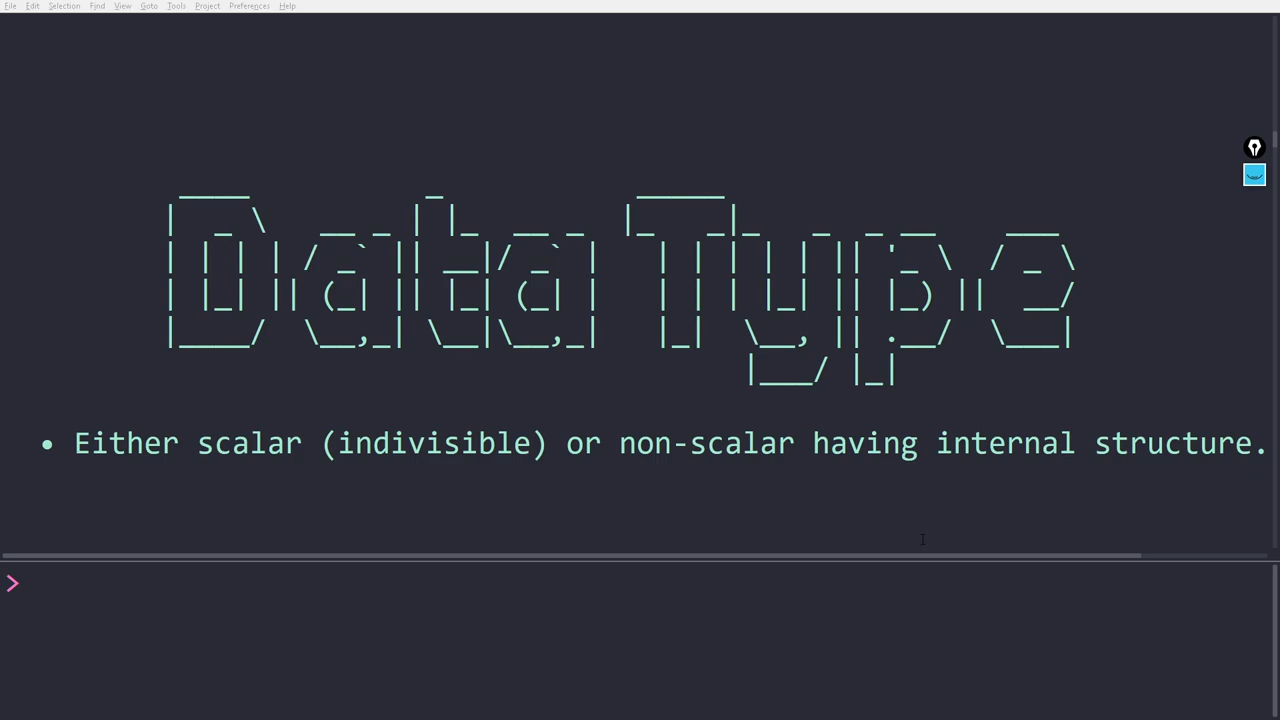 File Edit Selection Find View Goto Tools Project Preferences Help
Data Type
• Either scalar (indivisible) or non-scalar having internal structure.
>